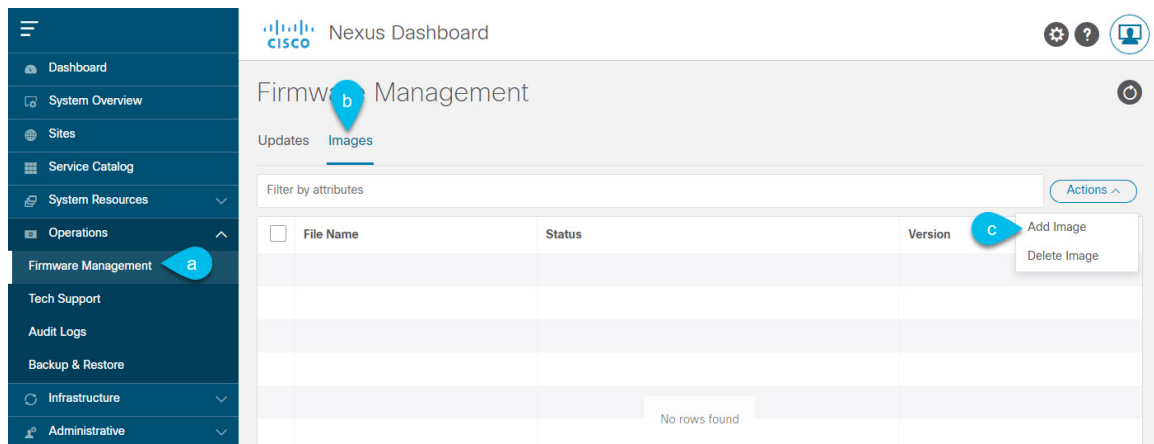 CISCO Nexus Dashboard
Dashboard
System Overview
Sites
Service Catalog
System Resources
Operations
Firmware Management a
Tech Support
Audit Logs
Backup & Restore
Infrastructure
Administrative
Firmware Management
b
Updates Images
Filter by attributes
Actions
File Name Status Version
c Add Image
Delete Image
No rows found